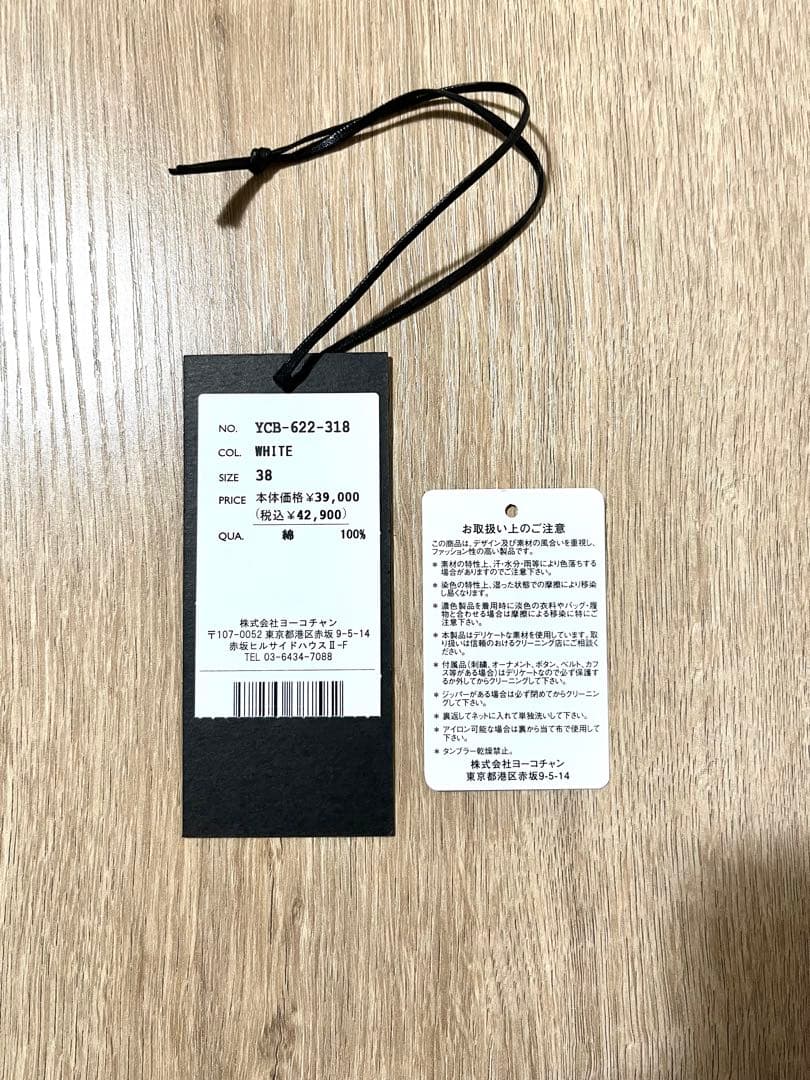 NO. YCB-622-318
COL. WHITE
SIZE 38
PRICE 本体価格¥39,000
(税込¥42,900)
QUA. 綿 100%
株式会社ヨーコチャン
〒107-0052 東京都港区赤坂 9-5-14
赤坂ヒルサイドハウスⅡ-F
TEL 03-6434-7088
お取扱い上のご注意
この商品は、デザイン及び素材の風合いを重視し、
ファッション性の高い製品です。
* 素材の特性上、汗・水分・雨等により色落ちする
場合がありますのでご注意下さい。
* 染色の特性上、湿った状態での摩擦により移染
し易くなります。
* 濃色製品を着用時に淡色の衣料やバッグ・履
物と合わせる場合は摩擦による移染に特にご
注意下さい。
* 本製品はデリケートな素材を使用しています。取
り扱いは信頼のおけるクリーニング店にご相談く
ださい。
* 付属品(刺繍、オーナメント、ボタン、ベルト、カフ
ス等がある場合)はデリケートなので必ず保護す
るか外してからクリーニングして下さい。
* ジッパーがある場合は必ず閉めてからクリーニン
グして下さい。
* 裏返してネットに入れて単独洗いして下さい。
* アイロン可能な場合は裏から当て布で使用して
下さい。
* タンブラー乾燥禁止。
株式会社ヨーコチャン
東京都港区赤坂9-5-14